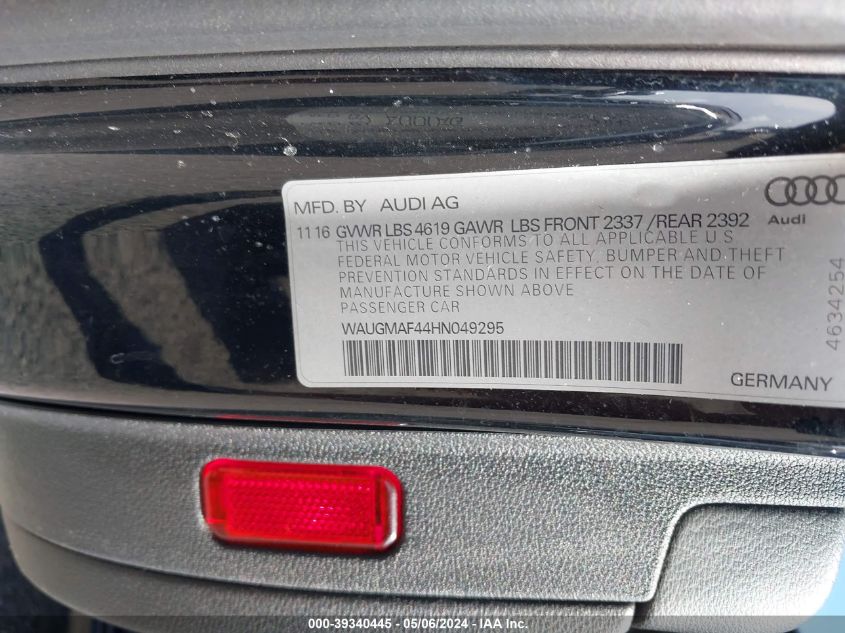 MFD. BY AUDI AG
Audi
1116 GVWR LBS 4619 GAWR LBS FRONT 2337 /REAR 2392
THIS VEHICLE CONFORMS TO ALL APPLICABLE U S
FEDERAL MOTOR VEHICLE SAFETY, BUMPER AND THEFT
PREVENTION STANDARDS IN EFFECT ON THE DATE OF
MANUFACTURE SHOWN ABOVE
PASSENGER CAR
WAUGMAF44HN049295
4634254
GERMANY
000-39340445 - 05/06/2024 - IAA Inc.